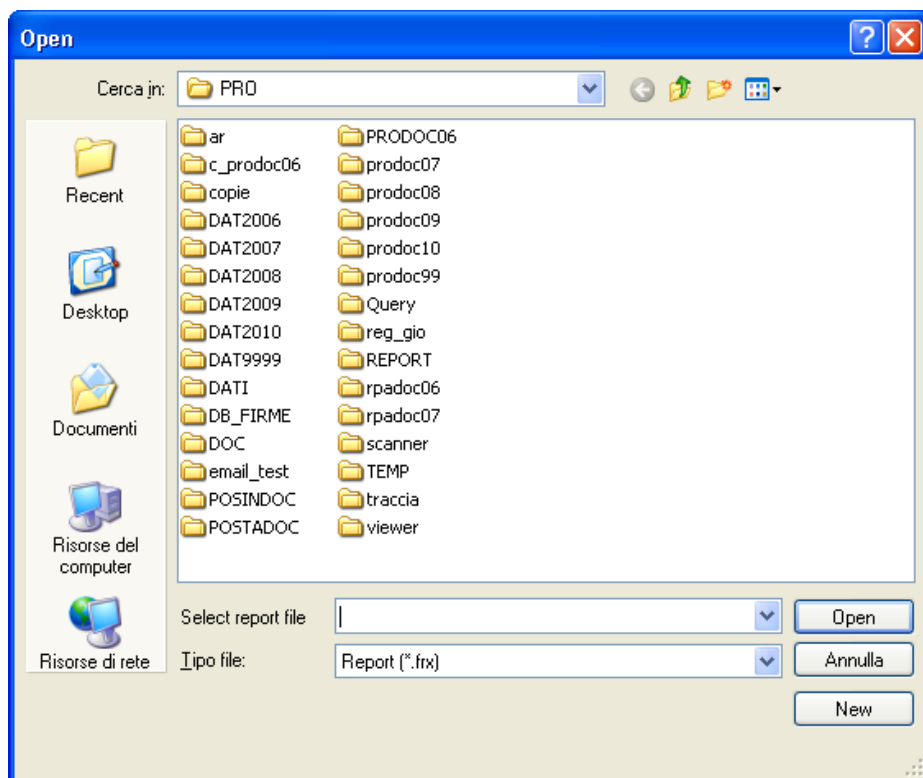 Open
Cerca in: PRO
Recent
Desktop
Documenti
Risorse del
computer
Risorse di rete
ar
c_prodoc06
copie
DAT2006
DAT2007
DAT2008
DAT2009
DAT2010
DAT9999
DATI
DB_FIRME
DOC
email_test
POSINDOC
POSTADOC
PRODOC06
prodoc07
prodoc08
prodoc09
prodoc10
prodoc99
Query
reg_gio
REPORT
rpadoc06
rpadoc07
scanner
TEMP
traccia
viewer
Select report file
Open
Tipo file: Report (*.frx)
Annulla
New